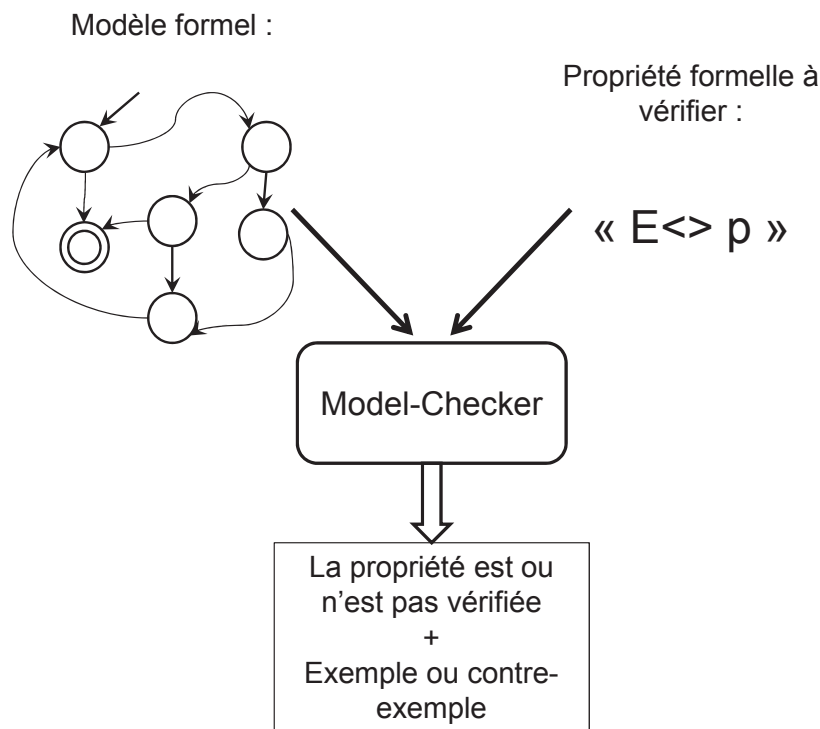 Modèle formel :
Propriété formelle à
vérifier :
« E<> p »
Model-Checker
La propriété est ou
n'est pas vérifiée
+
Exemple ou contre-
exemple